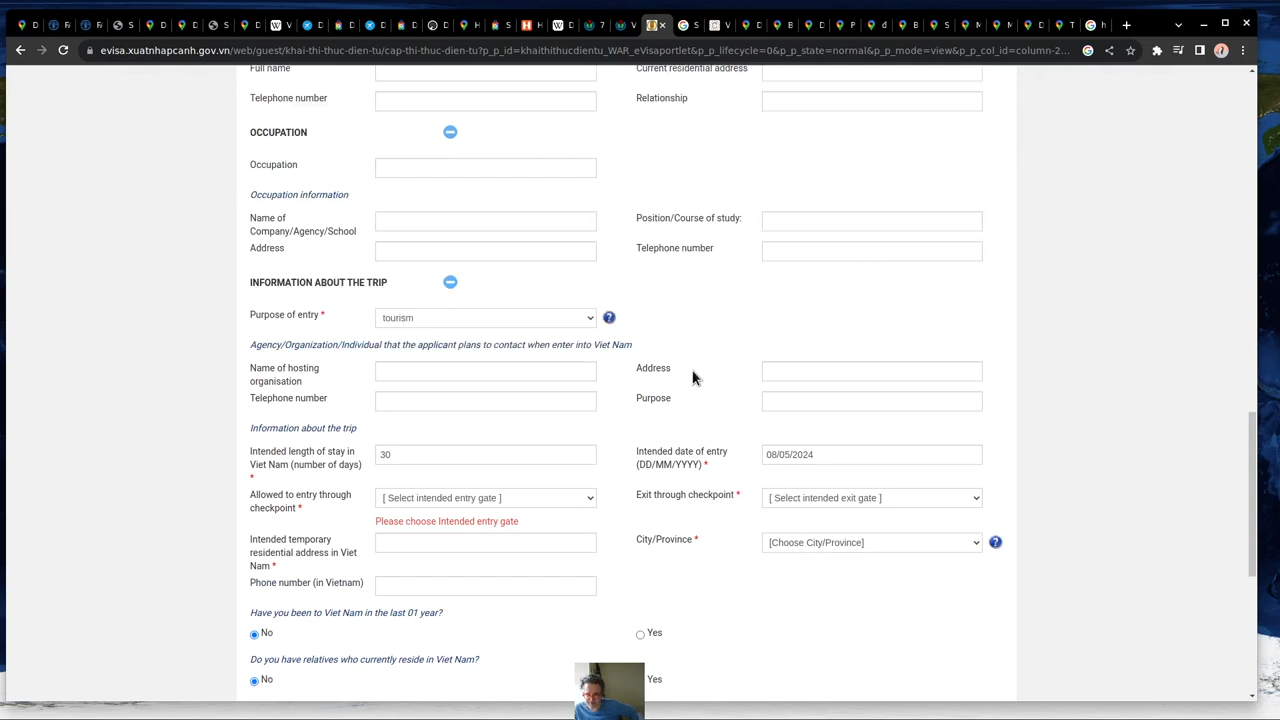 evisa.xuatnhapcanh.gov.vn/web/guest/khai-thi-thuc-dien-tu/cap-thi-thuc-dien-tu?p_p_id=khaithithucdientu_WAR_eVisaportlet&p_p_lifecycle=0&p_p_state=normal&p_p_mode=view&p_p_col_id=column-2...
Full name
Current residential address
Telephone number
Relationship
OCCUPATION
Occupation
Occupation information
Name of
Company/Agency/School
Position/Course of study:
Address
Telephone number
INFORMATION ABOUT THE TRIP
Purpose of entry *
tourism
Agency/Organization/Individual that the applicant plans to contact when enter into Viet Nam
Name of hosting
organisation
Address
Telephone number
Purpose
Information about the trip
Intended length of stay in
Viet Nam (number of days)
*
30
Intended date of entry
(DD/MM/YYYY) *
08/05/2024
Allowed to entry through
checkpoint *
[ Select intended entry gate ]
Exit through checkpoint *
[ Select intended exit gate ]
Please choose Intended entry gate
Intended temporary
residential address in Viet
Nam *
City/Province *
[Choose City/Province]
Phone number (in Vietnam)
Have you been to Viet Nam in the last 01 year?
No
Yes
Do you have relatives who currently reside in Viet Nam?
No
Yes